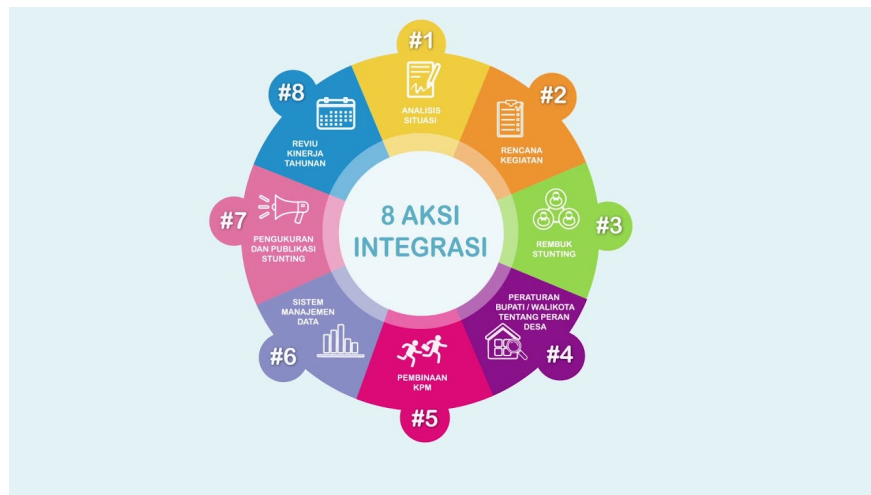 #1
ANALISIS
SITUASI
#2
RENCANA
KEGIATAN
#3
REMBUK
STUNTING
#4
PERATURAN
BUPATI / WALIKOTA
TENTANG PERAN
DESA
#5
PEMBINAAN
KPM
#6
SISTEM
MANAJEMEN
DATA
#7
PENGUKURAN
DAN PUBLIKASI
STUNTING
#8
REVIU
KINERJA
TAHUNAN
8 AKSI
INTEGRASI